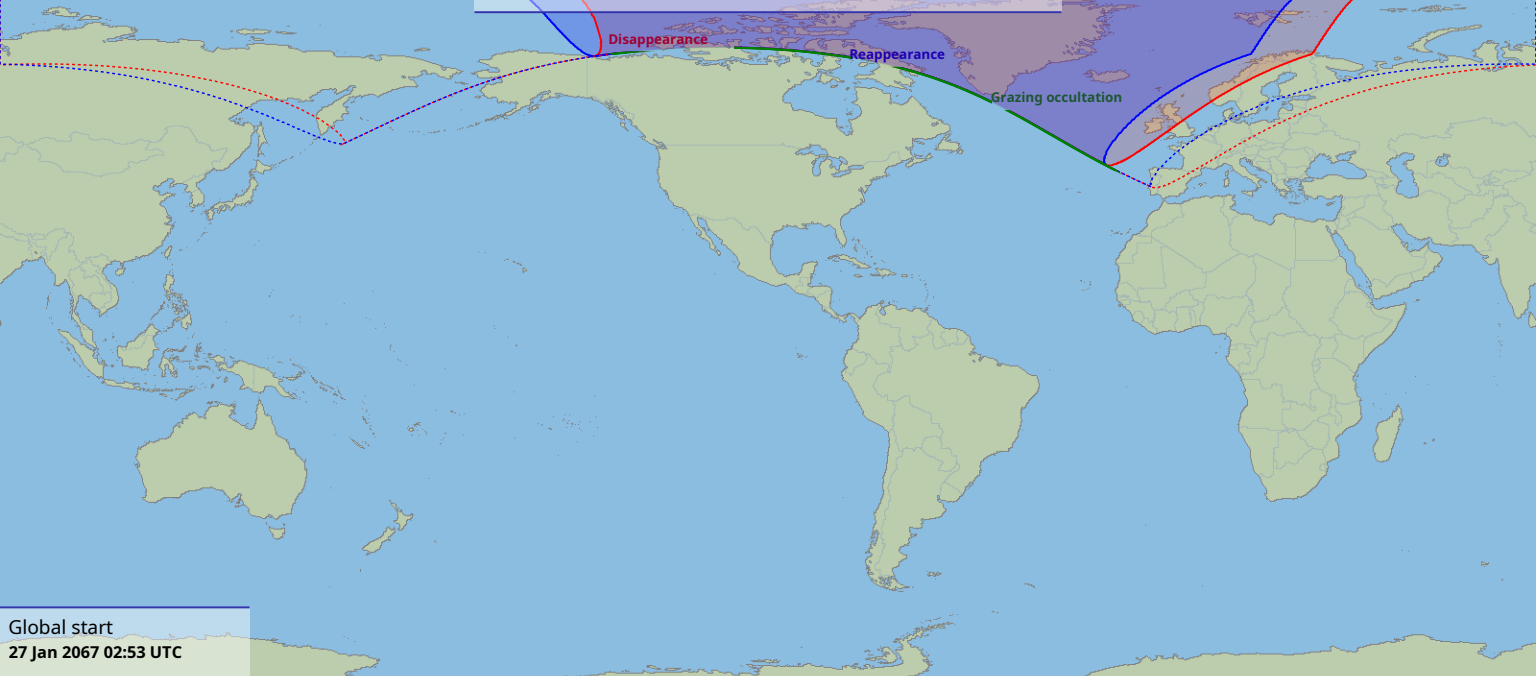 Disappearance
Reappearance
Grazing occultation
Global start
27 Jan 2067 02:53 UTC